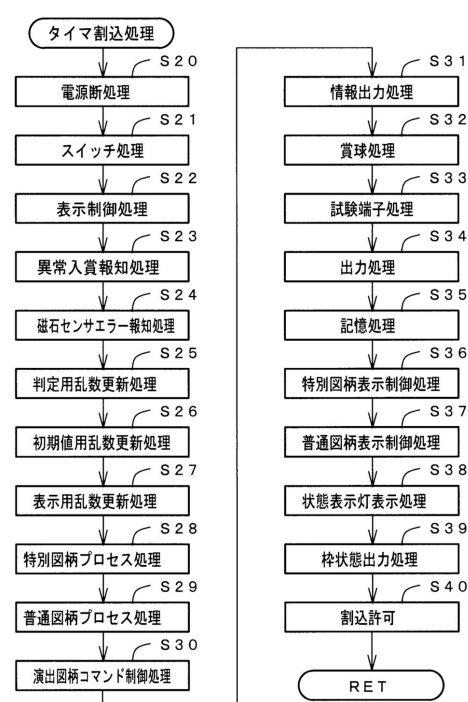 タイマ割込処理
S20
電源断処理
S21
スイッチ処理
S22
表示制御処理
S23
異常入賞報知処理
S24
磁石センサエラー報知処理
S25
判定用乱数更新処理
S26
初期値用乱数更新処理
S27
表示用乱数更新処理
S28
特別図柄プロセス処理
S29
普通図柄プロセス処理
S30
演出図柄コマンド制御処理
S31
情報出力処理
S32
賞球処理
S33
試験端子処理
S34
出力処理
S35
記憶処理
S36
特別図柄表示制御処理
S37
普通図柄表示制御処理
S38
状態表示灯表示処理
S39
枠状態出力処理
S40
割込許可
RET